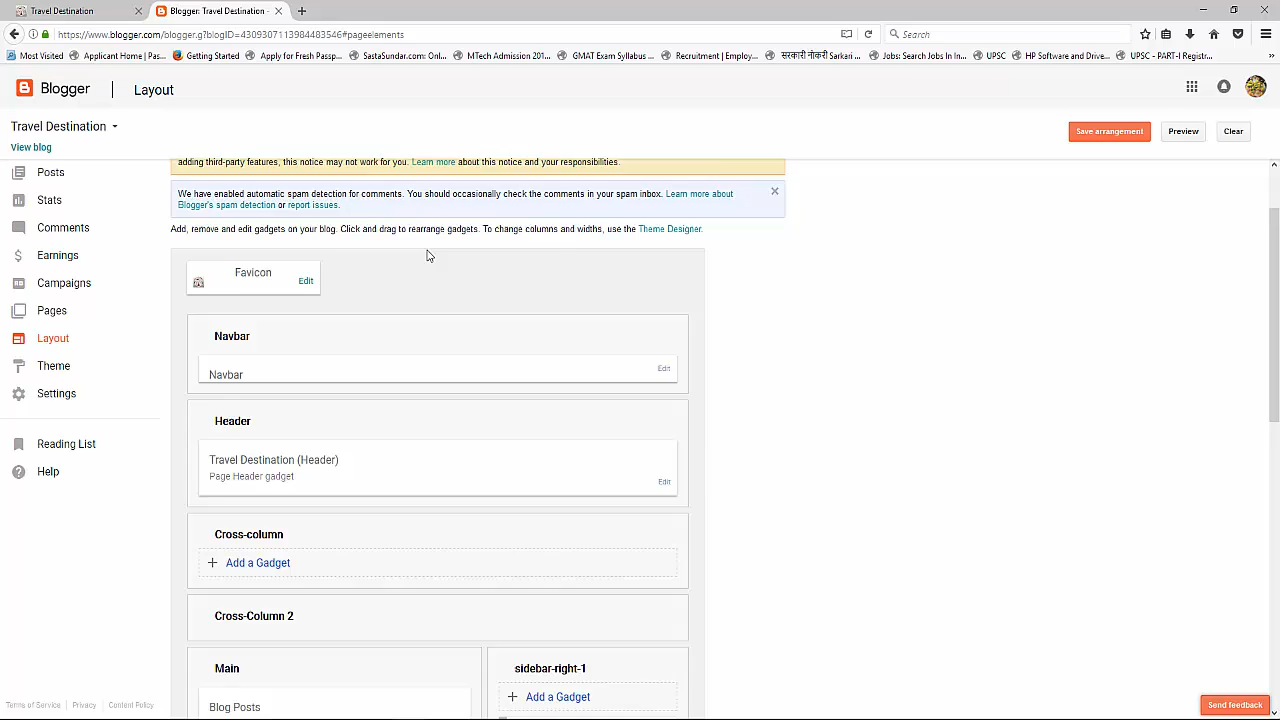 Travel Destination
Blogger: Travel Destination -
https://www.blogger.com/blogger.g?blogID=4309307113984483546#pageelements
Search
Most Visited
Applicant Home | Pas...
Getting Started
Apply for Fresh Passp...
SastaSundar.com: Onl...
MTech Admission 201...
GMAT Exam Syllabus ...
Recruitment | Employ...
सरकारी नौकरी Sarkari ...
Jobs: Search Jobs In In...
UPSC
HP Software and Drive...
UPSC - PART-I Registr...
Blogger
Layout
Travel Destination
Save arrangement
Preview
Clear
View blog
adding third-party features, this notice may not work for you. Learn more about this notice and your responsibilities.
Posts
Stats
Comments
Earnings
Campaigns
Pages
Layout
Theme
Settings
Reading List
Help
We have enabled automatic spam detection for comments. You should occasionally check the comments in your spam inbox. Learn more about
Blogger's spam detection or report issues.
Add, remove and edit gadgets on your blog. Click and drag to rearrange gadgets. To change columns and widths, use the Theme Designer.
Favicon
Edit
Navbar
Navbar
Edit
Header
Travel Destination (Header)
Page Header gadget
Edit
Cross-column
+ Add a Gadget
Cross-Column 2
Main
Blog Posts
sidebar-right-1
+ Add a Gadget
Terms of Service | Privacy | Content Policy
Send feedback